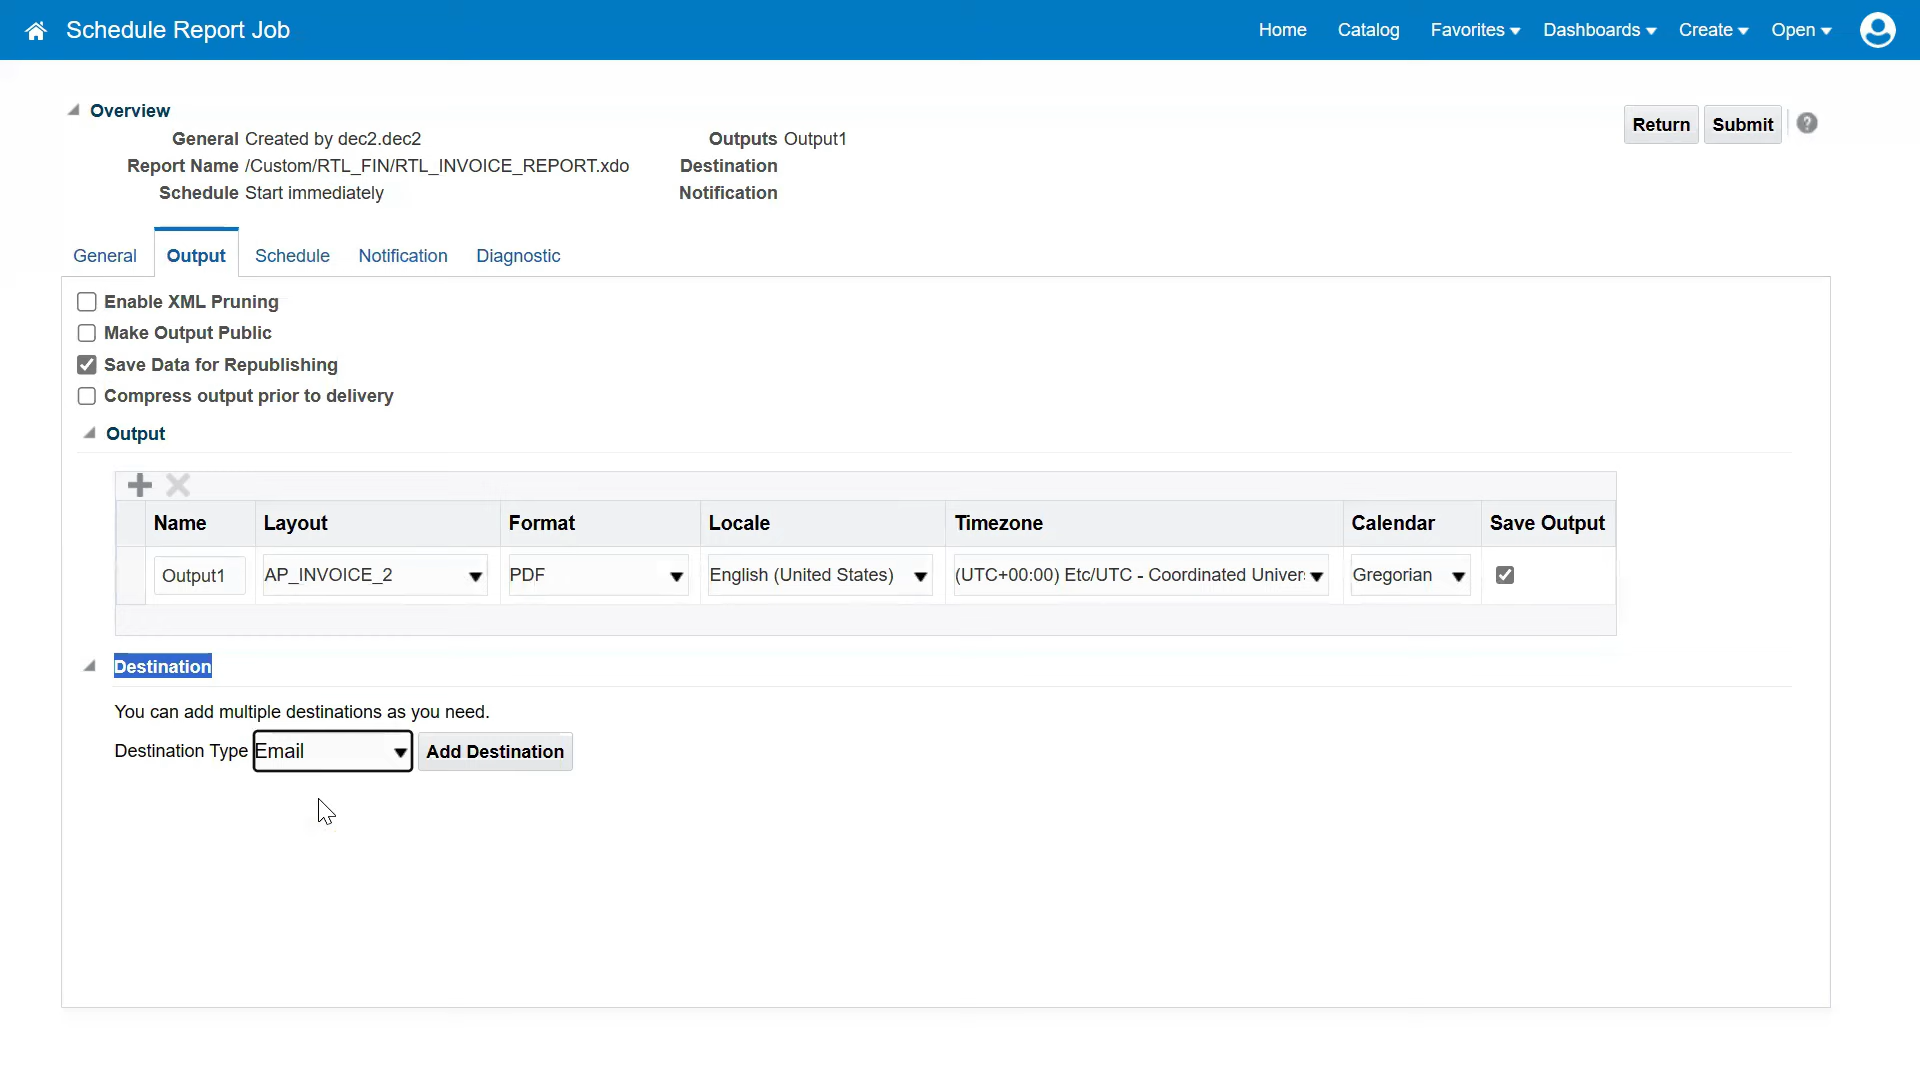 Schedule Report Job
Home Catalog Favorites Dashboards Create Open
Overview
General Created by dec2.dec2
Report Name /Custom/RTL_FIN/RTL_INVOICE_REPORT.xdo
Schedule Start immediately
Outputs Output1
Destination
Notification
Return Submit ?
General Output Schedule Notification Diagnostic
Enable XML Pruning
Make Output Public
Save Data for Republishing
Compress output prior to delivery
Output
Name Layout Format Locale Timezone Calendar Save Output
Output1 AP_INVOICE_2 PDF English (United States) (UTC+00:00) Etc/UTC - Coordinated Univer Gregorian
Destination
You can add multiple destinations as you need.
Destination Type Email Add Destination